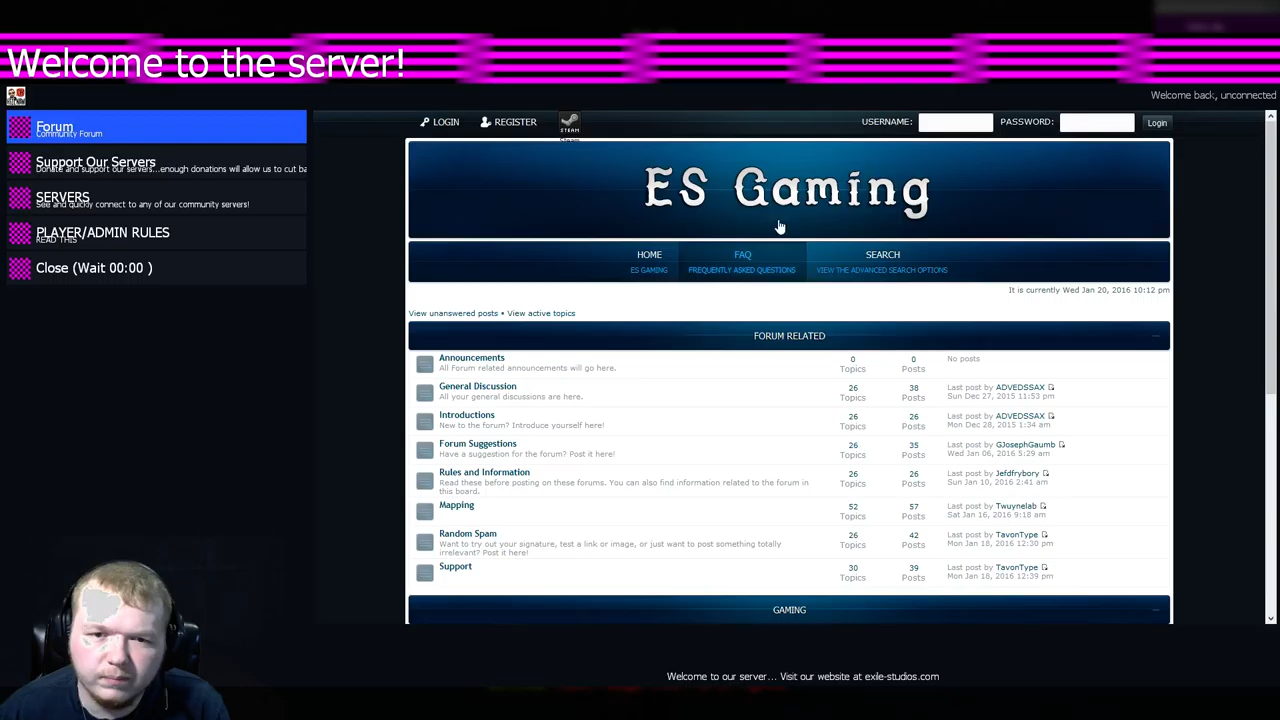 Welcome to the server!
Welcome back, unconnected
Forum
Community Forum
Support Our Servers
Donate and support our servers...enough donations will allow us to cut ba
SERVERS
See and quickly connect to any of our community servers!
PLAYER/ADMIN RULES
READ THIS
Close (Wait 00:00 )
LOGIN
REGISTER
STEAM
Steam
USERNAME:
PASSWORD:
Login
ES Gaming
HOME
ES GAMING
FAQ
FREQUENTLY ASKED QUESTIONS
SEARCH
VIEW THE ADVANCED SEARCH OPTIONS
It is currently Wed Jan 20, 2016 10:12 pm
View unanswered posts • View active topics
FORUM RELATED
Announcements
All Forum related announcements will go here.
0
Topics
0
Posts
No posts
General Discussion
All your general discussions are here.
26
Topics
38
Posts
Last post by ADVEDSSAX
Sun Dec 27, 2015 11:53 pm
Introductions
New to the forum? Introduce yourself here!
26
Topics
26
Posts
Last post by ADVEDSSAX
Mon Dec 28, 2015 1:34 am
Forum Suggestions
Have a suggestion for the forum? Post it here!
26
Topics
35
Posts
Last post by GJosephGaumb
Wed Jan 06, 2016 5:29 am
Rules and Information
Read these before posting on these forums. You can also find information related to the forum in
this board.
26
Topics
26
Posts
Last post by Jefdfrybory
Sun Jan 10, 2016 2:41 am
Mapping
52
Topics
57
Posts
Last post by Twuynelab
Sat Jan 16, 2016 9:18 am
Random Spam
Want to try out your signature, test a link or image, or just want to post something totally
irrelevant? Post it here!
26
Topics
42
Posts
Last post by TavonType
Mon Jan 18, 2016 12:30 pm
Support
30
Topics
39
Posts
Last post by TavonType
Mon Jan 18, 2016 12:39 pm
GAMING
Welcome to our server... Visit our website at exile-studios.com